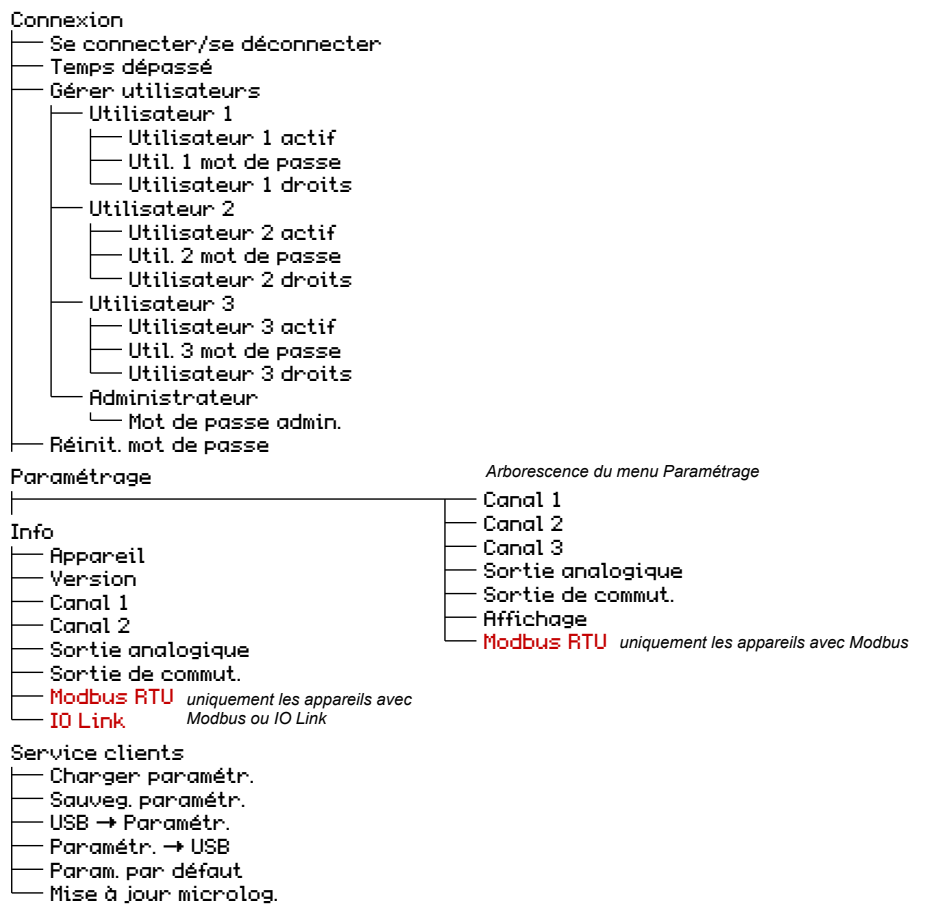 Connexion
Se connecter/se déconnecter
Temps dépassé
Gérer utilisateurs
Utilisateur 1
Utilisateur 1 actif
Util. 1 mot de passe
Utilisateur 1 droits
Utilisateur 2
Utilisateur 2 actif
Util. 2 mot de passe
Utilisateur 2 droits
Utilisateur 3
Utilisateur 3 actif
Util. 3 mot de passe
Utilisateur 3 droits
Administrateur
Mot de passe admin.
Réinit. mot de passe
Paramétrage
Arborescence du menu Paramétrage
Canal 1
Canal 2
Canal 3
Sortie analogique
Sortie de commut.
Affichage
Modbus RTU uniquement les appareils avec Modbus
Info
Appareil
Version
Canal 1
Canal 2
Sortie analogique
Sortie de commut.
Modbus RTU uniquement les appareils avec
IO Link Modbus ou IO Link
Service clients
Charger paramétr.
Sauveg. paramétr.
USB → Paramétr.
Paramétr. → USB
Param. par défaut
Mise à jour microlog.